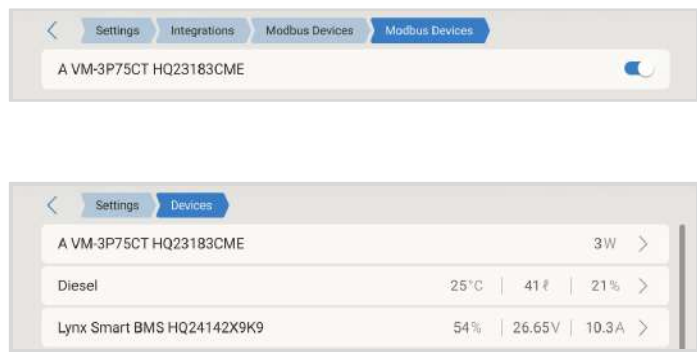 Settings Integrations Modbus Devices Modbus Devices
A VM-3P75CT HQ23183CME
Settings Devices
A VM-3P75CT HQ23183CME 3W
Diesel 25°C | 41ℓ | 21%
Lynx Smart BMS HQ24142X9K9 54% | 26.65V | 10.3A